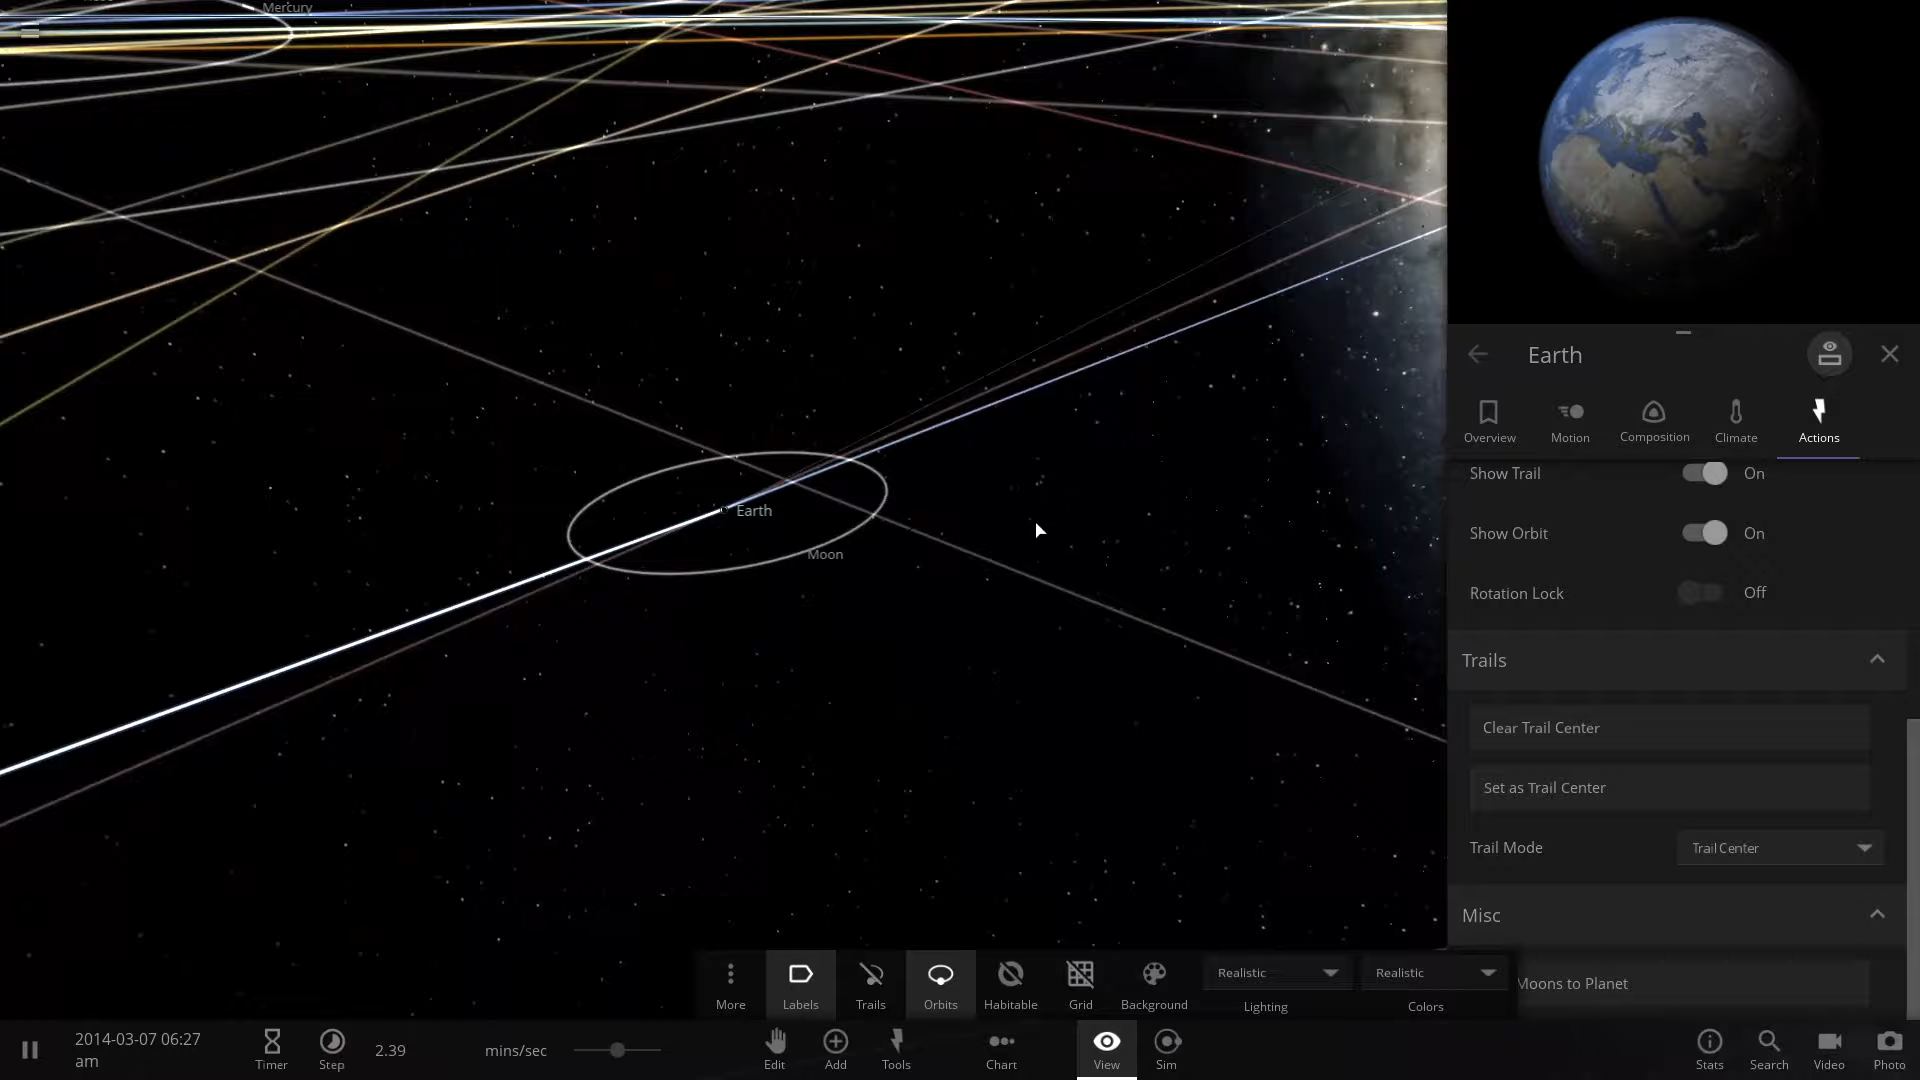 Mercury
Earth
Moon
Earth
Overview
Motion
Composition
Climate
Actions
Show Trail
On
Show Orbit
On
Rotation Lock
Off
Trails
Clear Trail Center
Set as Trail Center
Trail Mode
Trail Center
Misc
Moons to Planet
More
Labels
Trails
Orbits
Habitable
Grid
Background
Realistic
Lighting
Realistic
Colors
2014-03-07 06:27
am
Timer
Step
2.39
mins/sec
Edit
Add
Tools
Chart
View
Sim
Stats
Search
Video
Photo